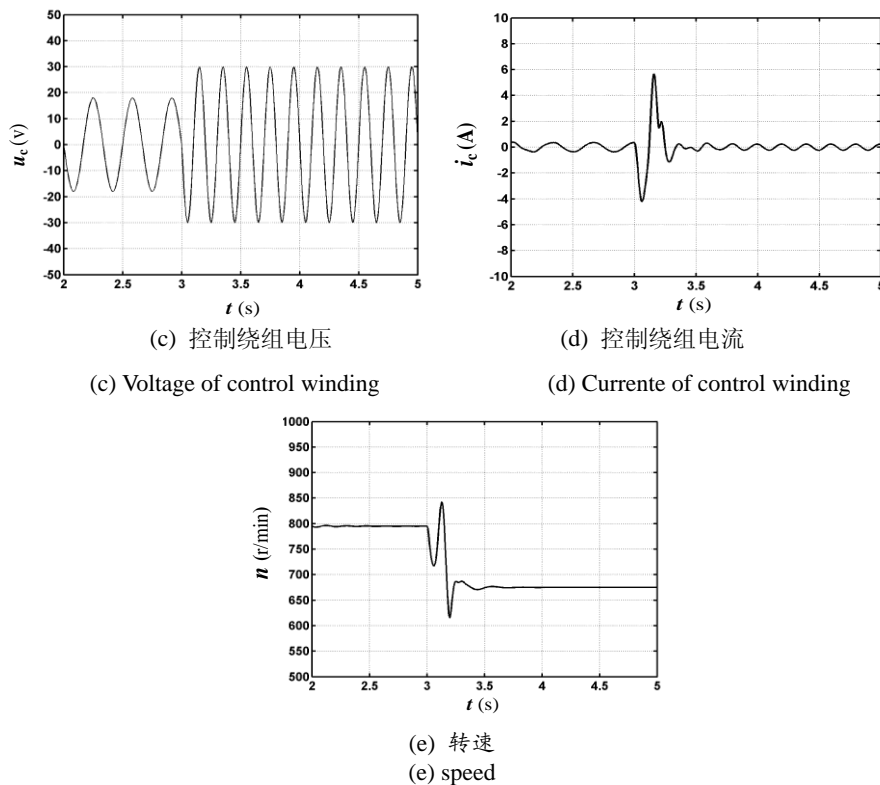 50
40
30
20
10
0
-10
-20
-30
-40
-50
u_c (v)
2 2.5 3 3.5 4 4.5 5
t (s)
(c) 控制绕组电压
(c) Voltage of control winding
10
8
6
4
2
0
-2
-4
-6
-8
-10
i_c (A)
2 2.5 3 3.5 4 4.5 5
t (s)
(d) 控制绕组电流
(d) Currente of control winding
1000
950
900
850
800
750
700
650
600
550
500
n (r/min)
2 2.5 3 3.5 4 4.5 5
t (s)
(e) 转速
(e) speed